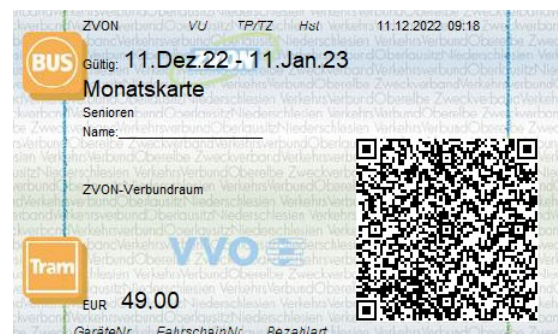 ZVON VU TP/TZ Hst 11.12.2022 09:18
BUS
Gültig: 11.Dez.22 - 11.Jan.23
Monatskarte
Senioren
Name:
ZVON-Verbundraum
VVO
Tram
EUR 49,00
GeräteNr FahrscheinNr Bezahlart